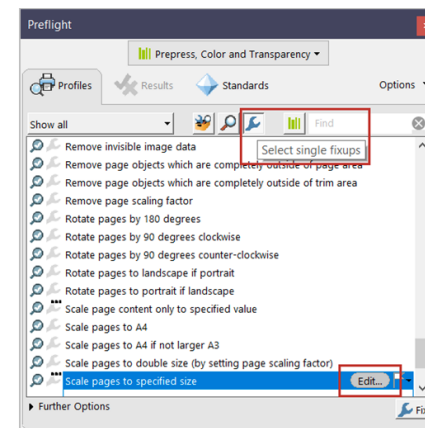 Preflight
Prepress, Color and Transparency
Profiles Results Standards Options
Show all Find
Select single fixups
Remove invisible image data
Remove page objects which are completely outside of page area
Remove page objects which are completely outside of trim area
Remove page scaling factor
Rotate pages by 180 degrees
Rotate pages by 90 degrees clockwise
Rotate pages by 90 degrees counter-clockwise
Rotate pages to landscape if portrait
Rotate pages to portrait if landscape
Scale page content only to specified value
Scale pages to A4
Scale pages to A4 if not larger A3
Scale pages to double size (by setting page scaling factor)
Scale pages to specified size Edit...
Further Options Fi